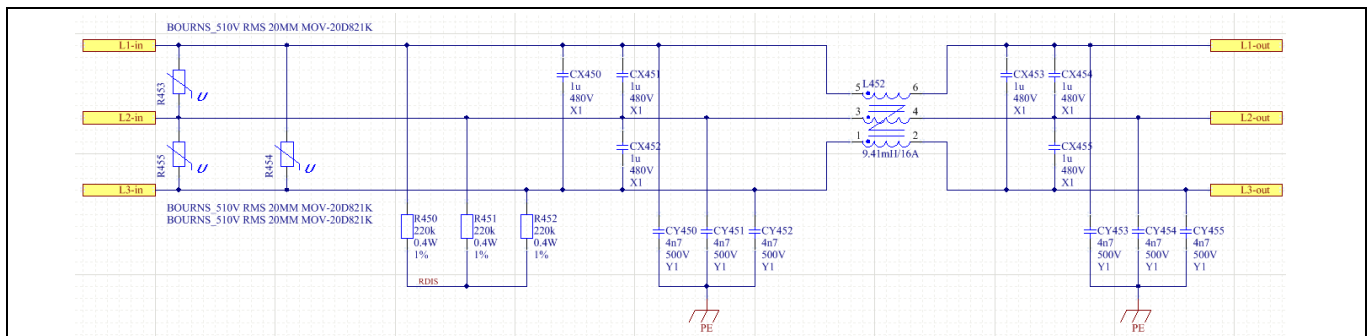 BOURNS_510V RMS 20MM MOV-20D821K
L1-in
L1-out
R453
U
CX450
1u
480V
X1
CX451
1u
480V
X1
L452
5
6
3
4
1
2
9.41mH/16A
CX453
1u
480V
X1
CX454
1u
480V
X1
L2-in
L2-out
R455
U
R454
U
CX452
1u
480V
X1
CX455
1u
480V
X1
L3-in
L3-out
BOURNS_510V RMS 20MM MOV-20D821K
BOURNS_510V RMS 20MM MOV-20D821K
R450
220k
0.4W
1%
R451
220k
0.4W
1%
R452
220k
0.4W
1%
RDIS
CY450
4n7
500V
Y1
CY451
4n7
500V
Y1
CY452
4n7
500V
Y1
PE
CY453
4n7
500V
Y1
CY454
4n7
500V
Y1
CY455
4n7
500V
Y1
PE